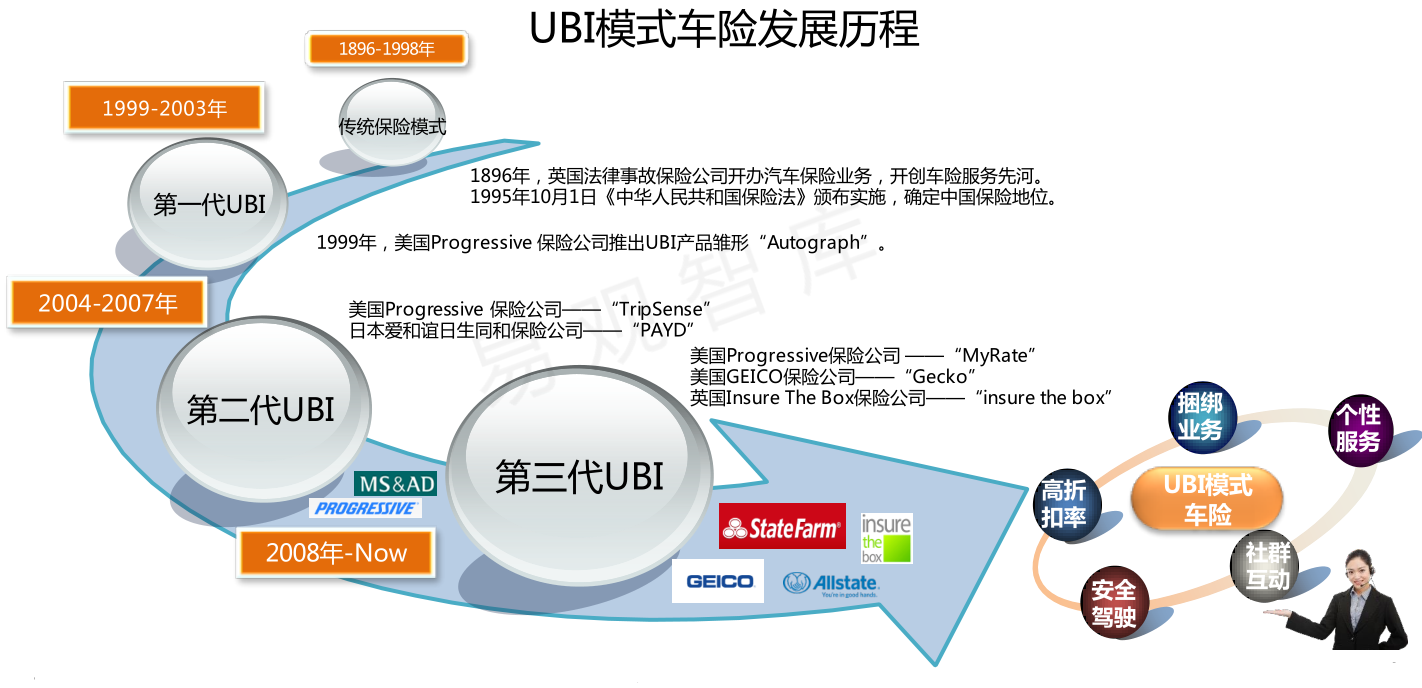 UBI模式车险发展历程
1896-1998年
传统保险模式
1999-2003年
第一代UBI
1896年，英国法律事故保险公司开办汽车保险业务，开创车险服务先河。
1995年10月1日《中华人民共和国保险法》颁布实施，确定中国保险地位。
1999年，美国Progressive 保险公司推出UBI产品雏形“Autograph”。
易观智库
2004-2007年
第二代UBI
美国Progressive 保险公司——“TripSense”
日本爱和谊日生同和保险公司——“PAYD”
MS&AD
PROGRESSIVE
2008年-Now
第三代UBI
美国Progressive保险公司 ——“MyRate”
美国GEICO保险公司——“Gecko”
英国Insure The Box保险公司——“insure the box”
StateFarm
insure
the
box
GEICO
Allstate.
You're in good hands.
捆绑
业务
个性
服务
高折
扣率
UBI模式
车险
社群
互动
安全
驾驶